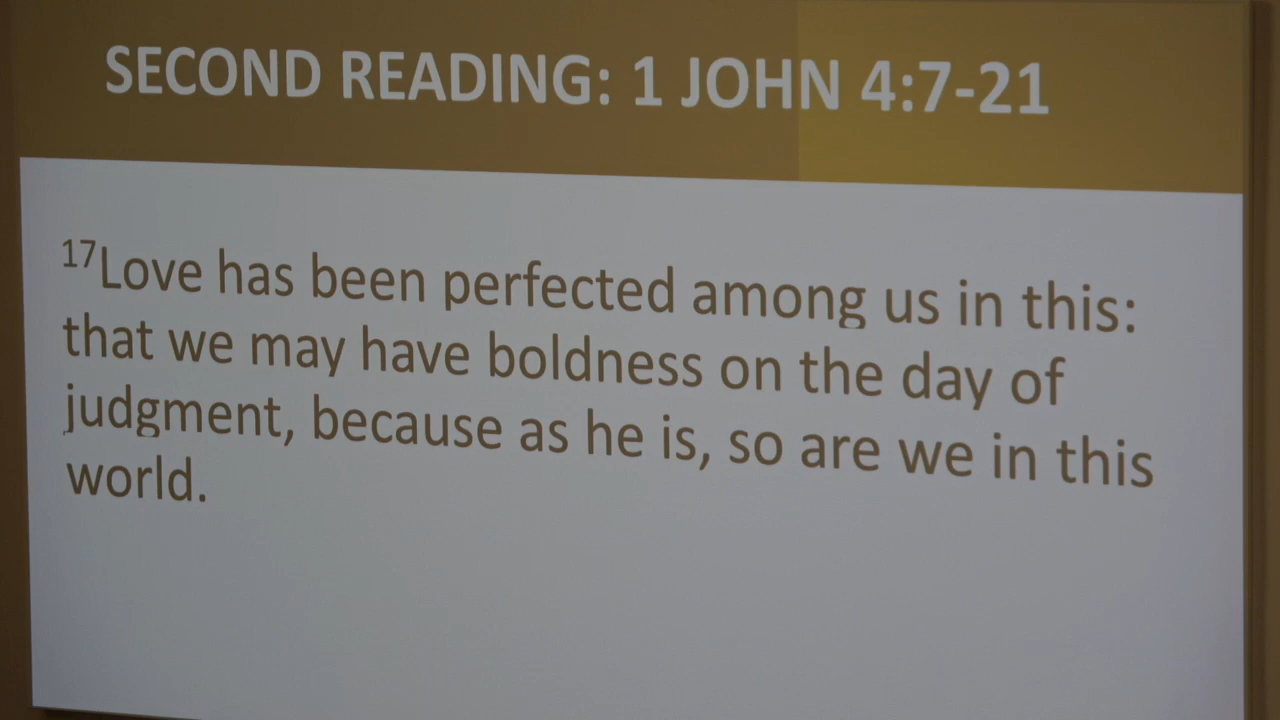 SECOND READING: 1 JOHN 4:7-21
17Love has been perfected among us in this:
that we may have boldness on the day of
judgment, because as he is, so are we in this
world.